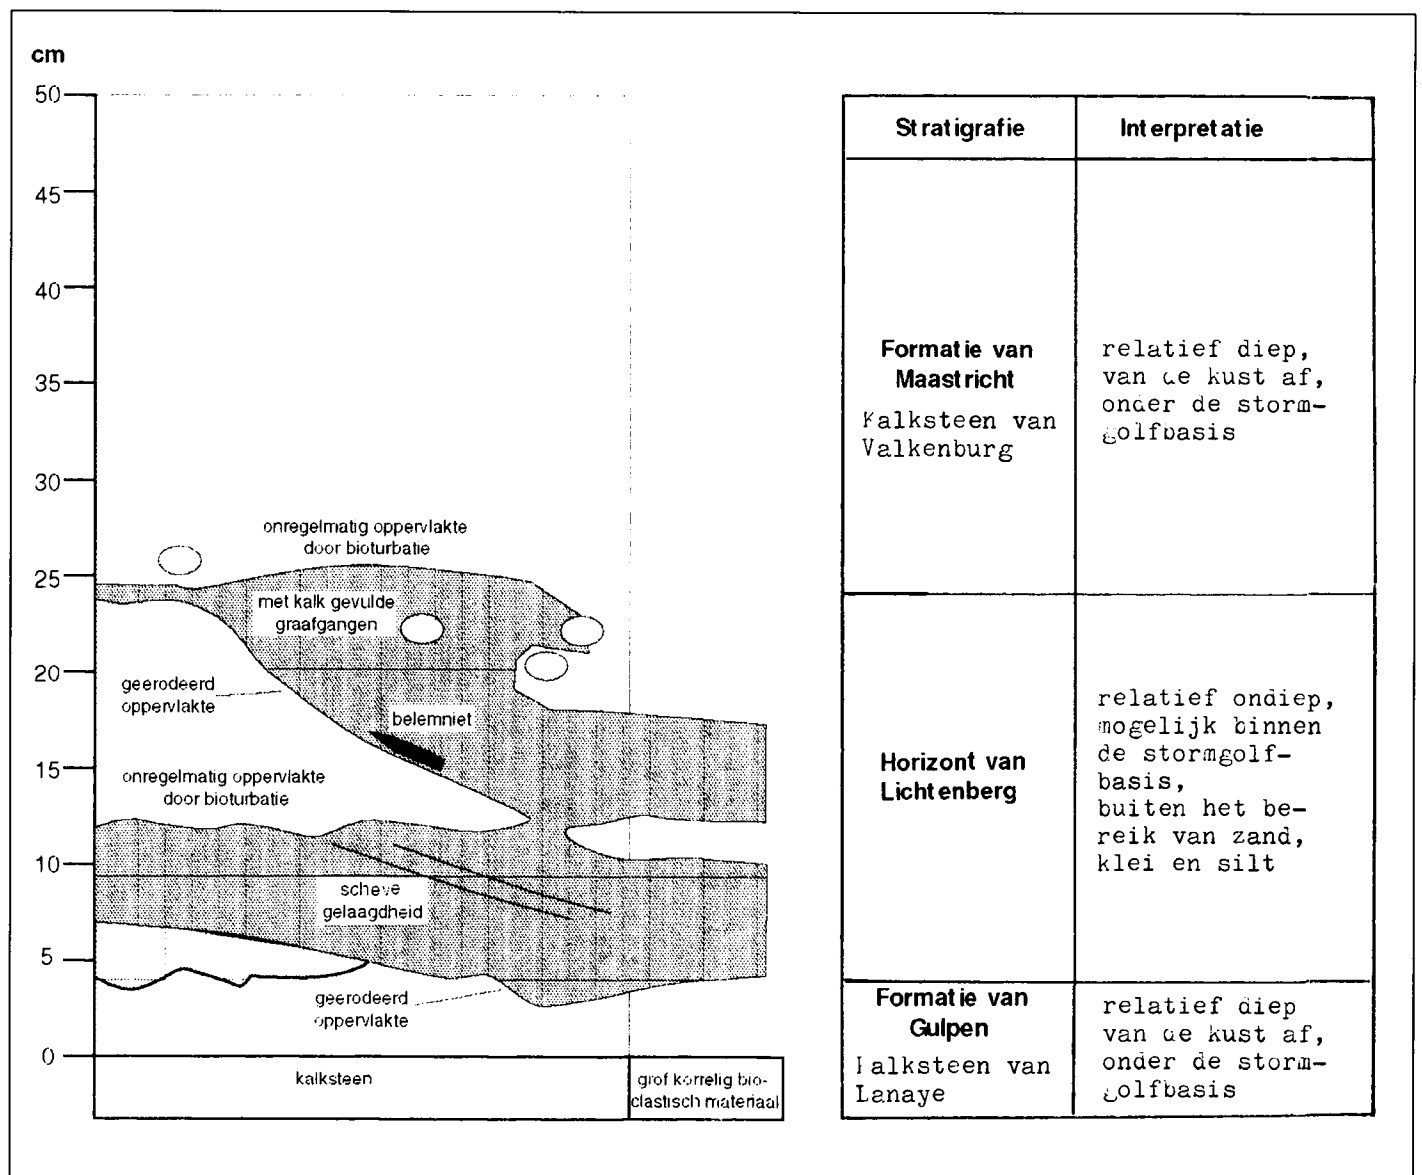 cm
50
45
40
35
30
25
20
15
10
5
0
onregelmatig oppervlakte
door bioturbatie
met kalk gevulde
graafgangen
geerodeerd
oppervlakte
belemniet
onregelmatig oppervlakte
door bioturbatie
scheve
gelaagdheid
geerodeerd
oppervlakte
kalksteen
grof korrelig bio-
clastisch materiaal
Stratigrafie
Interpretatie
Formatie van
Maastricht
Kalksteen van
Valkenburg
relatief diep,
van de kust af,
onder de storm-
golfbasis
Horizont van
Lichtenberg
relatief ondiep,
mogelijk binnen
de stormgolf-
basis,
buiten het be-
reik van zand,
klei en silt
Formatie van
Gulpen
Kalksteen van
Lanaye
relatief diep
van de kust af,
onder de storm-
golfbasis